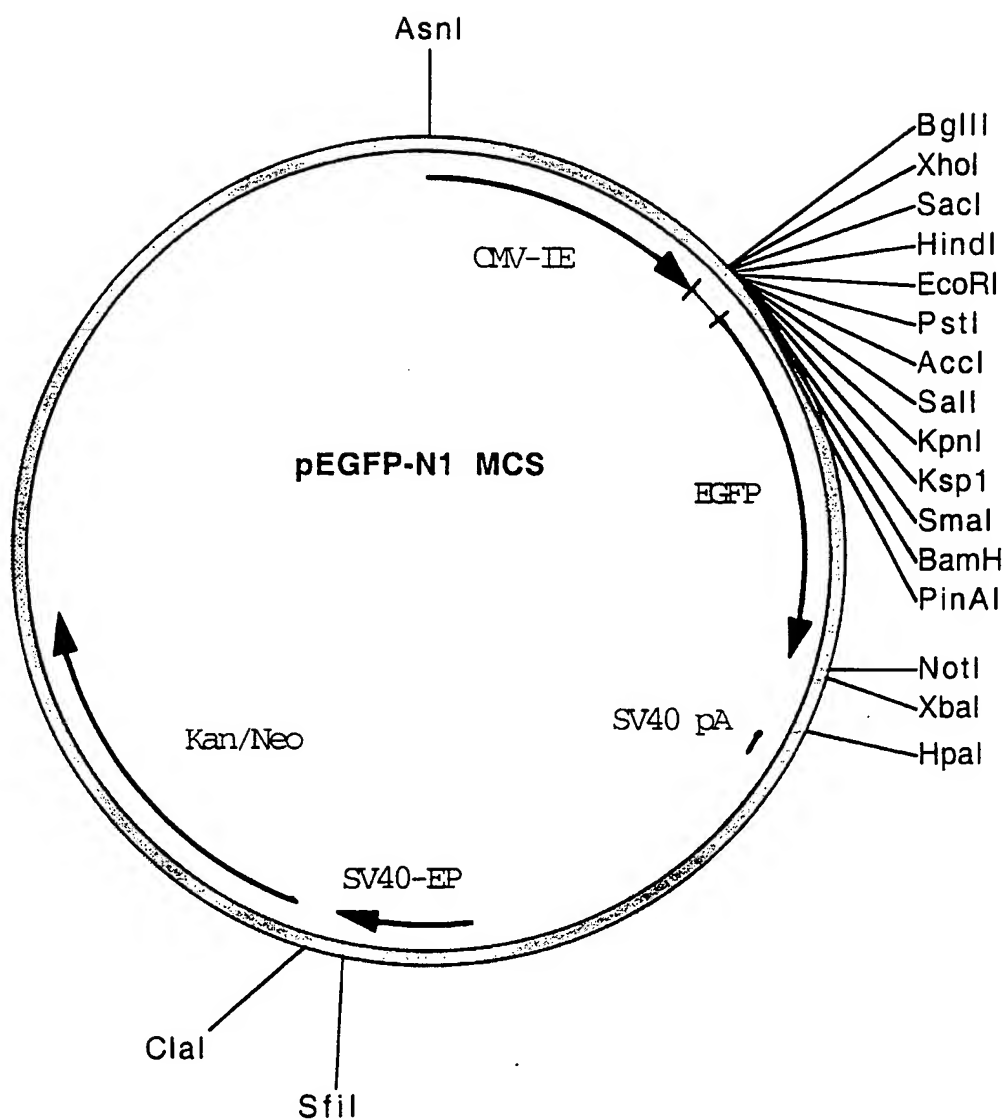 AsnI
BglII
XhoI
SacI
HindI
EcoRI
PstI
AccI
SalI
KpnI
Ksp1
SmaI
BamH
PinAI
NotI
XbaI
HpaI
CMV-IE
pEGFP-N1 MCS
EGFP
SV40 pA
Kan/Neo
SV40-EP
ClaI
SfiI